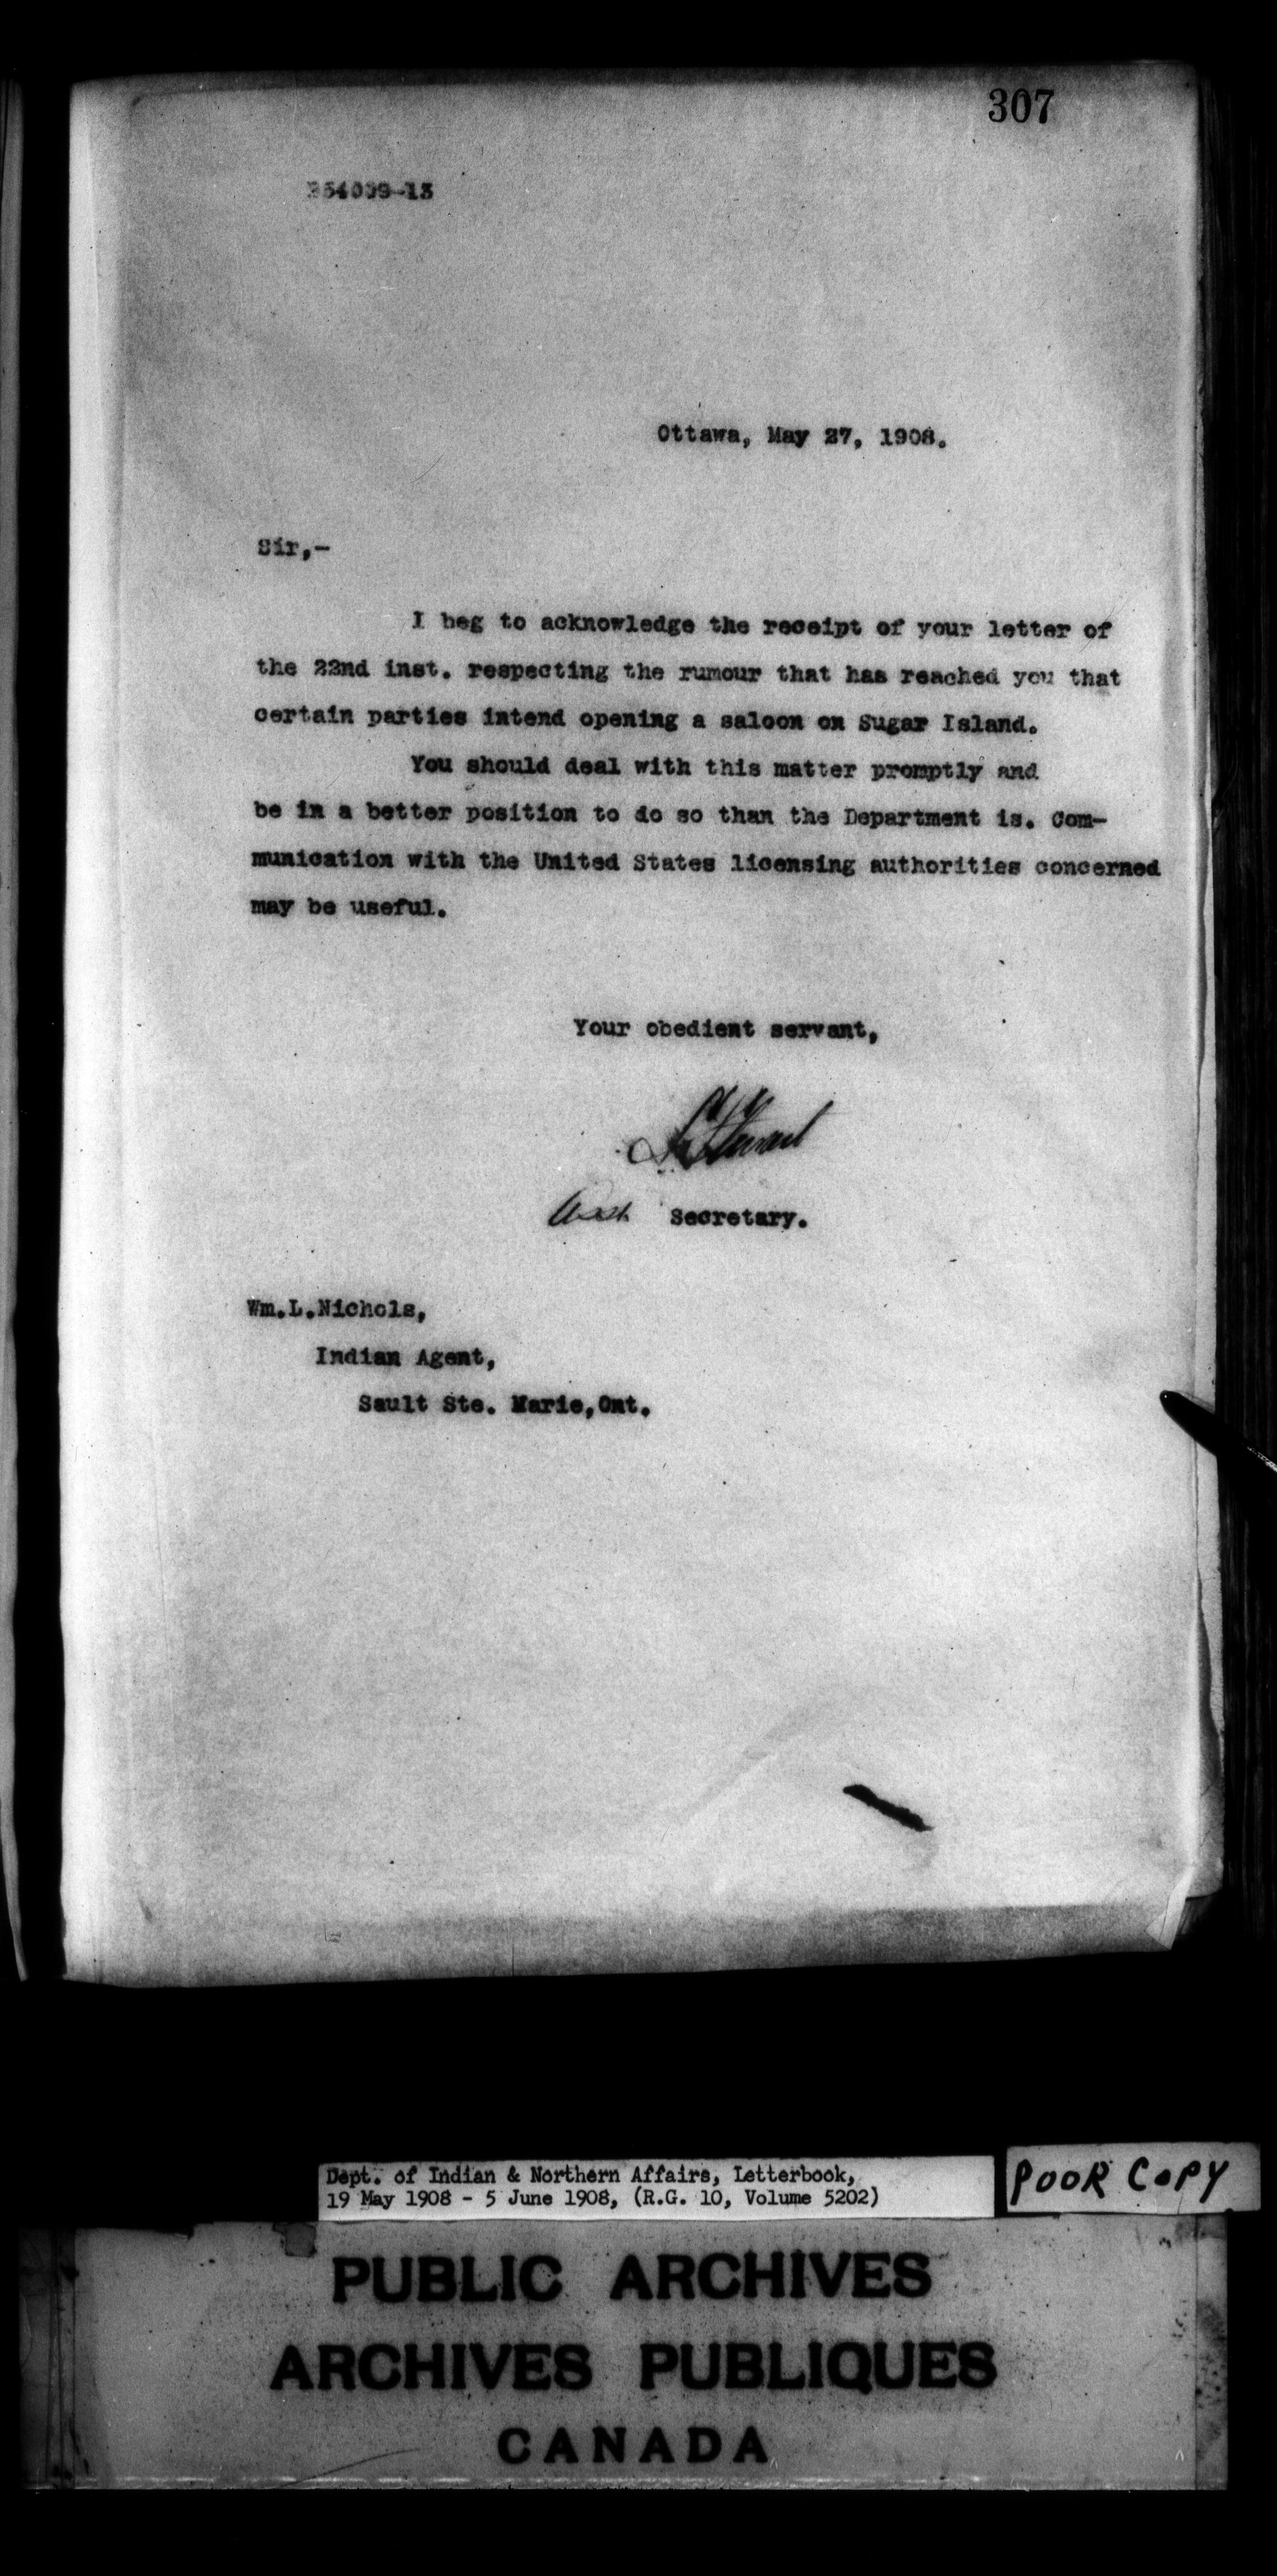 307
354099-13
Ottawa, May 27, 1908.
Sir,-
I beg to acknowledge the receipt of your letter of
the 22nd inst. respecting the rumour that has reached you that
certain parties intend opening a saloon on Sugar Island.
You should deal with this matter promptly and
be in a better position to do so than the Department is. Com-
munication with the United States licensing authorities concerned
may be useful.
Your obedient servant,
Stewart
Asst. Secretary.
Wm.L.Nichols,
Indian Agent,
Sault Ste. Marie,Ont.
Dept. of Indian & Northern Affairs, Letterbook,
19 May 1908 - 5 June 1908, (R.G. 10, Volume 5202)
POOR COPY
PUBLIC ARCHIVES
ARCHIVES PUBLIQUES
CANADA